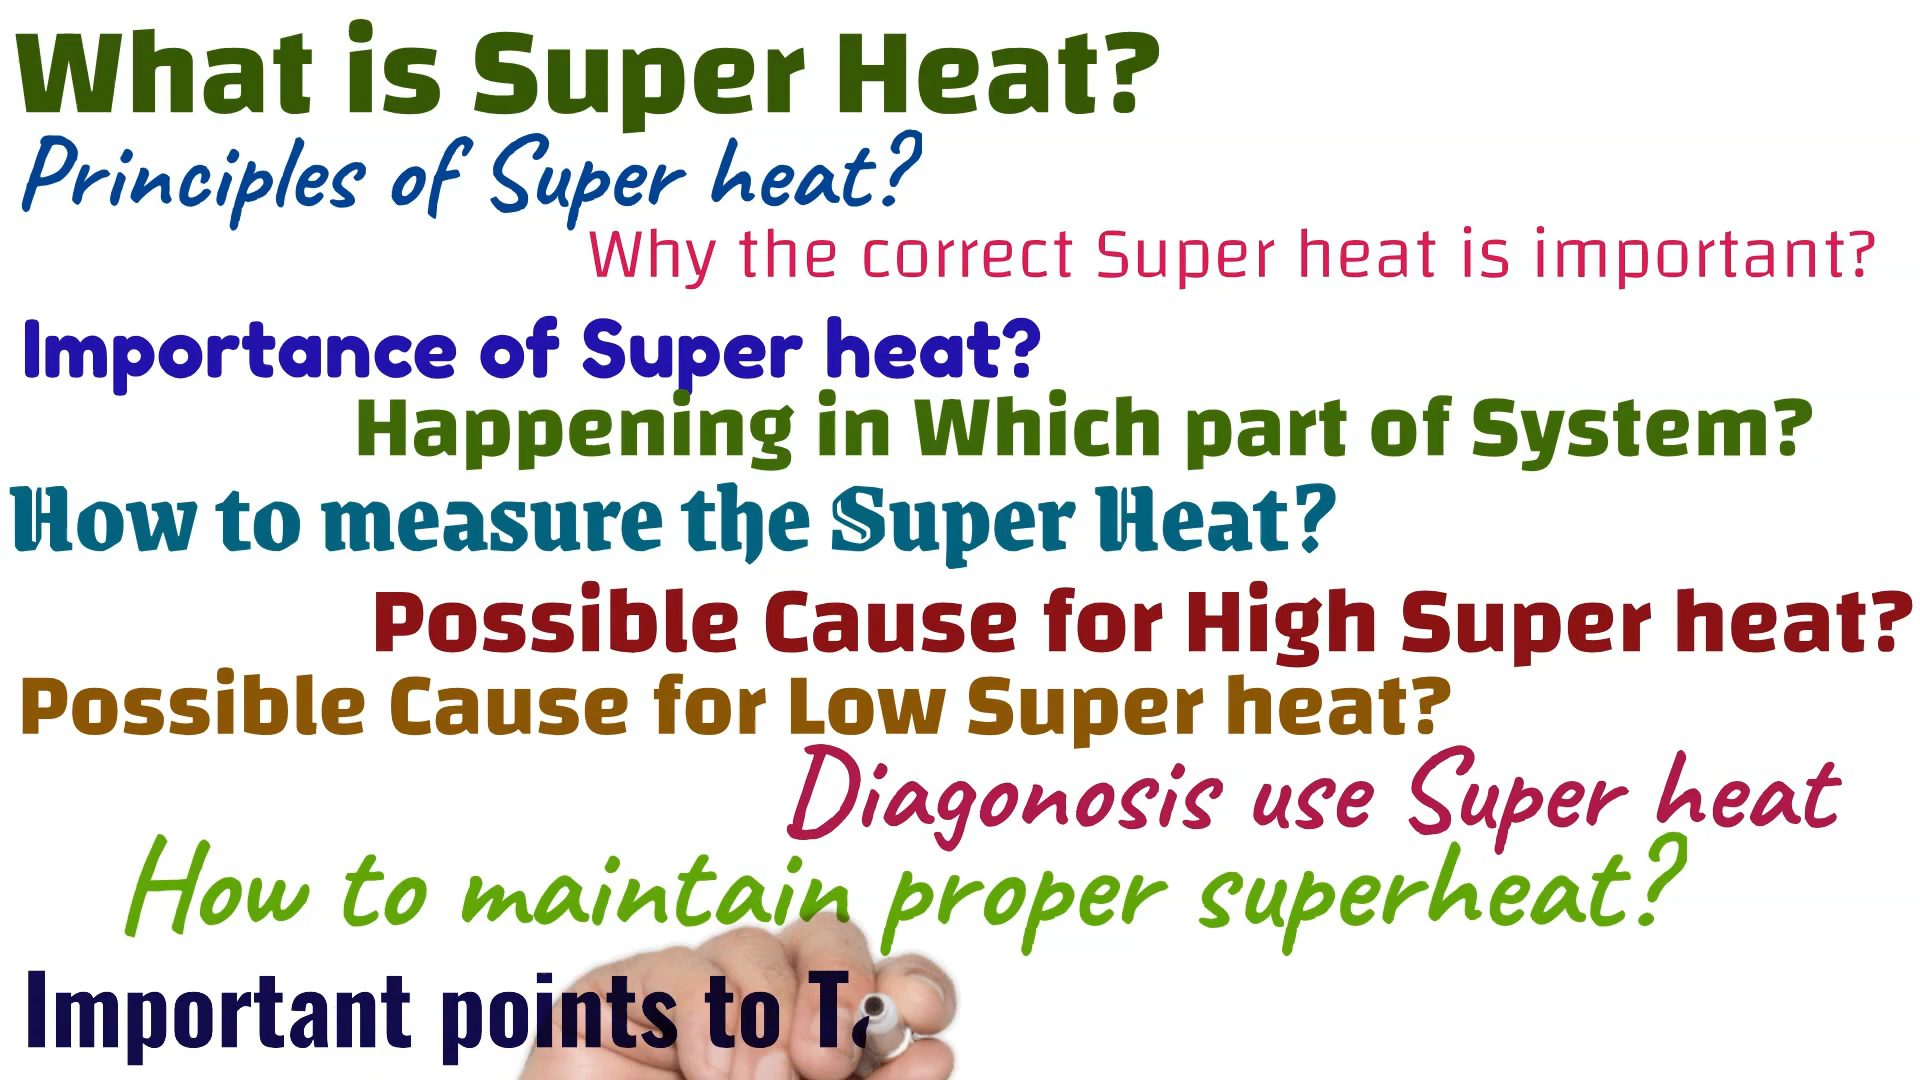 What is Super Heat?
Principles of Super heat?
Why the correct Super heat is important?
Importance of Super heat?
Happening in Which part of System?
How to measure the Super Heat?
Possible Cause for High Super heat?
Possible Cause for Low Super heat?
Diagonosis use Super heat
How to maintain proper superheat?
Important points to